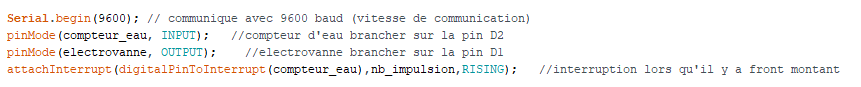 Serial.begin(9600); // communique avec 9600 baud (vitesse de communication)
pinMode(compteur_eau, INPUT);   //compteur d'eau brancher sur la pin D2
pinMode(electrovanne, OUTPUT);    //electrovanne brancher sur la pin D1
attachInterrupt(digitalPinToInterrupt(compteur_eau),nb_impulsion,RISING);   //interruption lors qu'il y a front montant